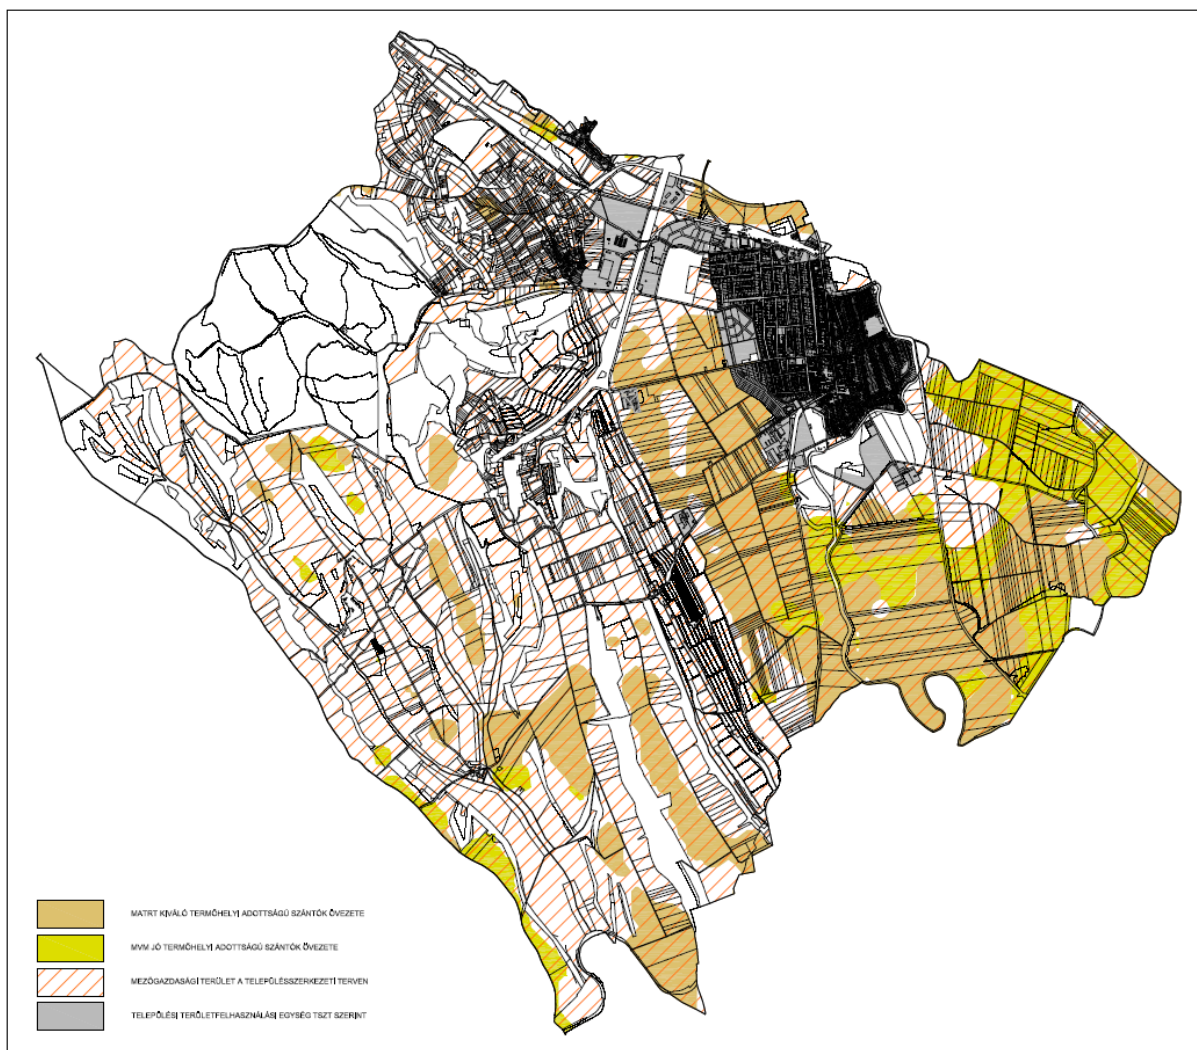 MATRT KIVÁLÓ TERMŐHELYI ADOTTSÁGÚ SZÁNTÓK ÖVEZETE
MVM JÓ TERMŐHELYI ADOTTSÁGÚ SZÁNTÓK ÖVEZETE
MEZŐGAZDASÁGI TERÜLET A TELEPÜLÉSSZERKEZETI TERVEN
TELEPÜLÉSI TERÜLETFELHASZNÁLÁSI EGYSÉG TSZT SZERINT